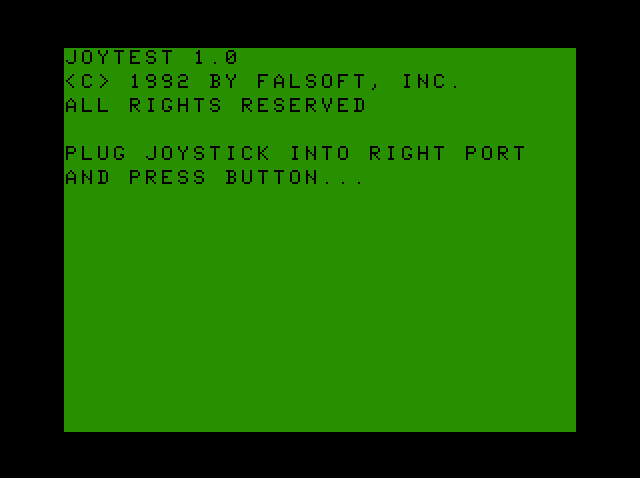 JOYTEST 1.0
<C> 1992 BY FALSOFT, INC.
ALL RIGHTS RESERVED
PLUG JOYSTICK INTO RIGHT PORT
AND PRESS BUTTON...